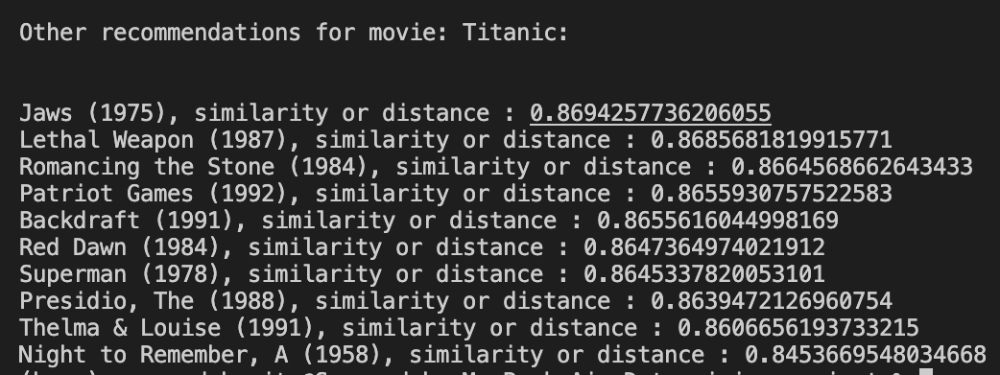 Other recommendations for movie: Titanic:
Jaws (1975), similarity or distance : 0.8694257736206055
Lethal Weapon (1987), similarity or distance : 0.8685681819915771
Romancing the Stone (1984), similarity or distance : 0.8664568662643433
Patriot Games (1992), similarity or distance : 0.8655930757522583
Backdraft (1991), similarity or distance : 0.8655616044998169
Red Dawn (1984), similarity or distance : 0.8647364974021912
Superman (1978), similarity or distance : 0.8645337820053101
Presidio, The (1988), similarity or distance : 0.8639472126960754
Thelma & Louise (1991), similarity or distance : 0.8606656193733215
Night to Remember, A (1958), similarity or distance : 0.8453669548034668